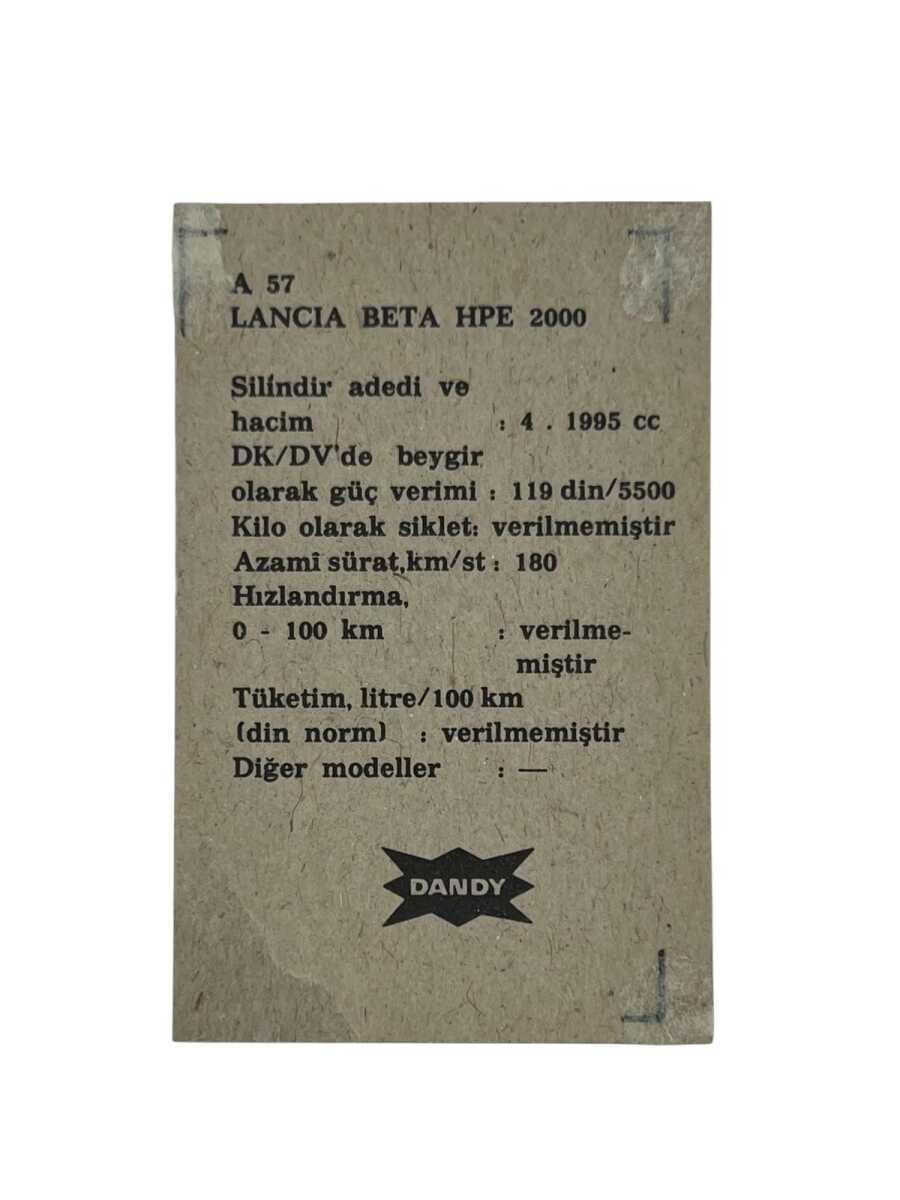 A 57
LANCIA BETA HPE 2000
Silindir adedi ve
hacim : 4 . 1995 cc
DK/DV'de beygir
olarak güç verimi : 119 din/5500
Kilo olarak siklet: verilmemiştir
Azamî sürat,km/st : 180
Hızlandırma,
0 - 100 km : verilme-
miştir
Tüketim, litre/100 km
(din norm) : verilmemiştir
Diğer modeller : —
DANDY